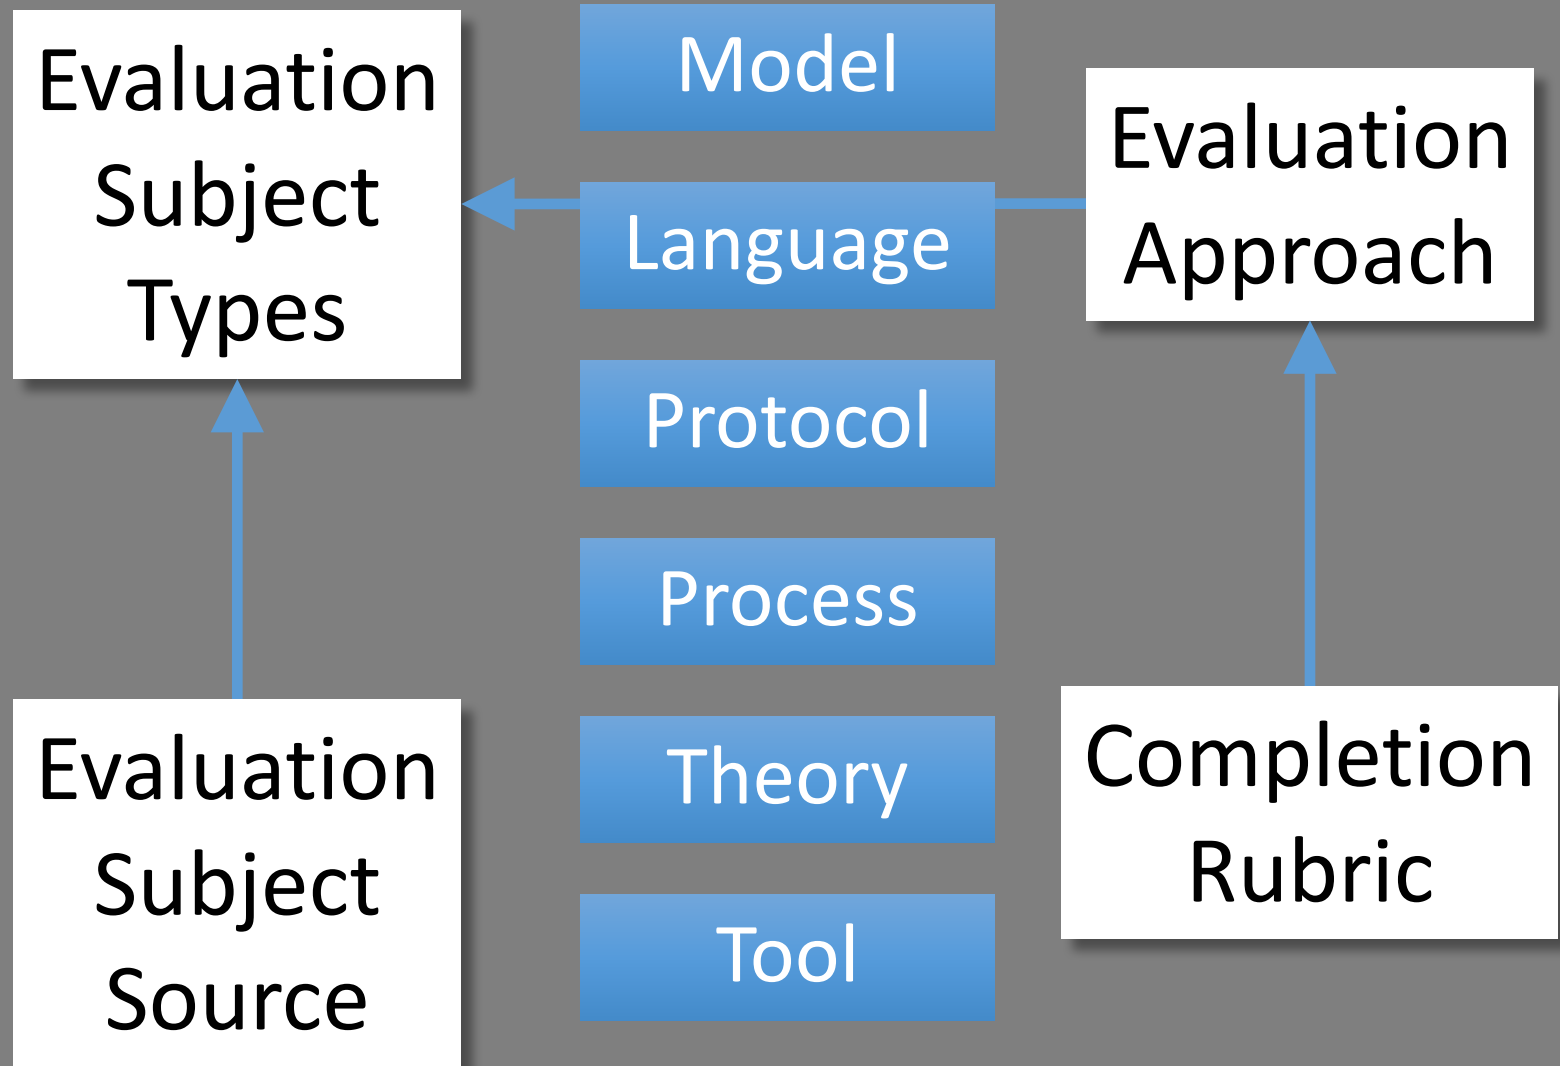 Evaluation
Subject
Types
Evaluation
Subject
Source
Model
Language
Protocol
Process
Theory
Tool
Evaluation
Approach
Completion
Rubric